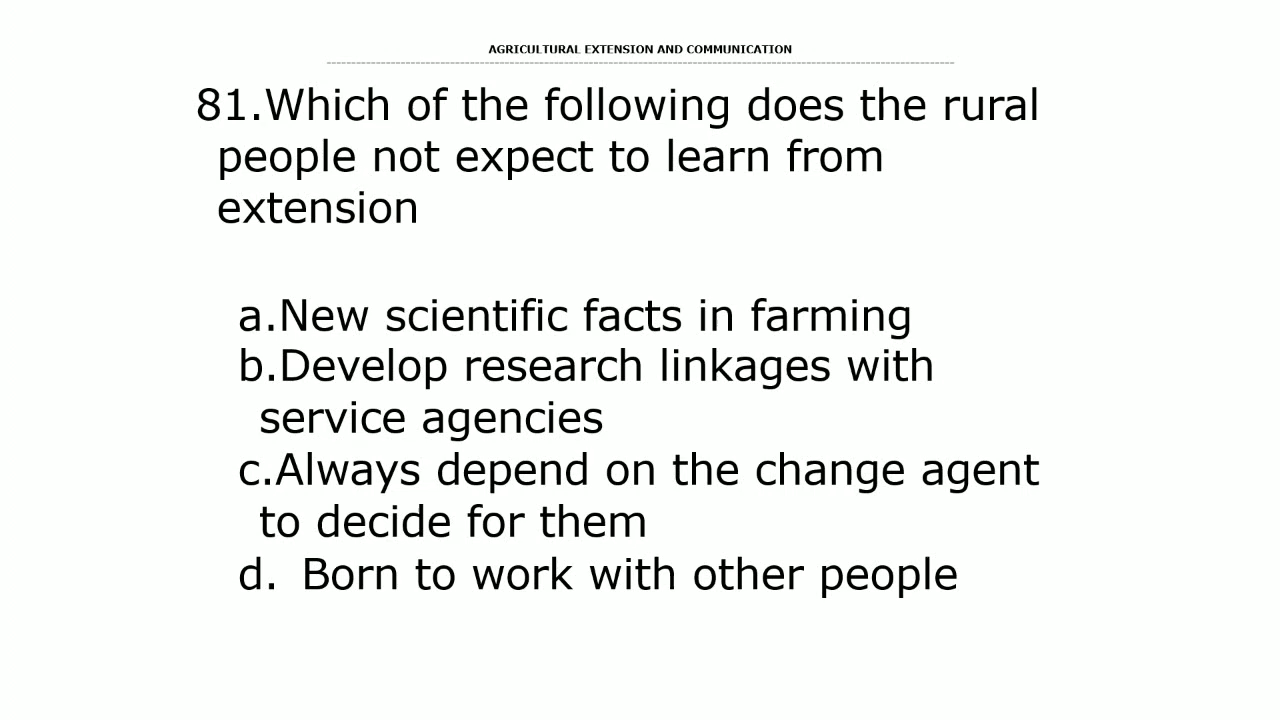 AGRICULTURAL EXTENSION AND COMMUNICATION
81.Which of the following does the rural
people not expect to learn from
extension
a.New scientific facts in farming
b.Develop research linkages with
service agencies
c.Always depend on the change agent
to decide for them
d. Born to work with other people